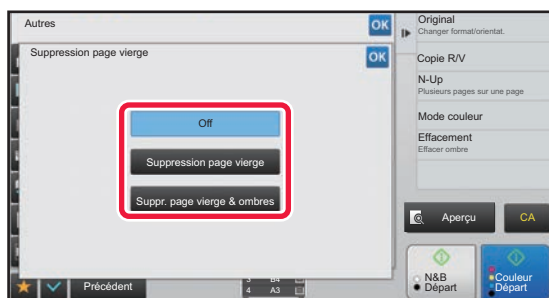 Autres
OK
Suppression page vierge
OK
Off
Suppression page vierge
Suppr. page vierge & ombres
Précédent
3 B4
4 A3
Original
Changer format/orientat.
Copie R/V
N-Up
Plusieurs pages sur une page
Mode couleur
Effacement
Effacer ombre
Aperçu
CA
N&B
Départ
Couleur
Départ